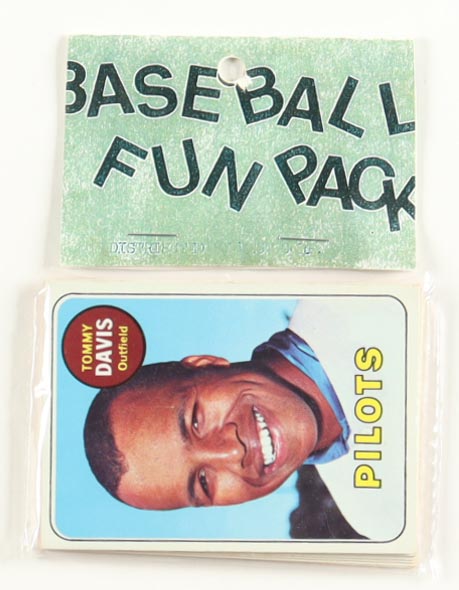 BASEBALL
FUN PACK
TOMMY
DAVIS
Outfield
PILOTS